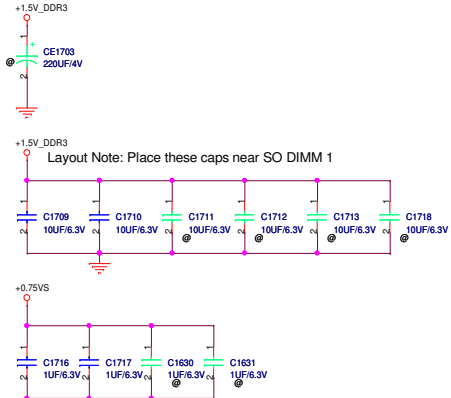 +1.5V_DDR3
1
+
CE1703
@
220UF/4V
2
+1.5V_DDR3
Layout Note: Place these caps near SO DIMM 1
1 1 1 1 1 1
C1709 C1710 C1711 C1712 C1713 C1718
10UF/6.3V 10UF/6.3V 10UF/6.3V 10UF/6.3V 10UF/6.3V 10UF/6.3V
2 2 2 2 2 2
@ @ @ @
+0.75VS
1 1 1 1
C1716 C1717 C1630 C1631
1UF/6.3V 1UF/6.3V 1UF/6.3V 1UF/6.3V
2 2 2 2
@ @